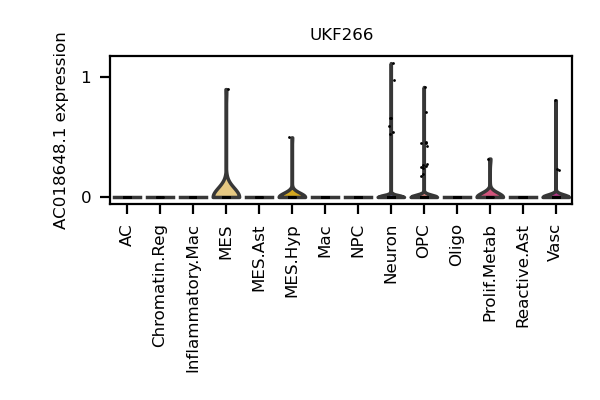 UKF266
AC018648.1 expression
1
0
AC
Chromatin.Reg
Inflammatory.Mac
MES
MES.Ast
MES.Hyp
Mac
NPC
Neuron
OPC
Oligo
Prolif.Metab
Reactive.Ast
Vasc